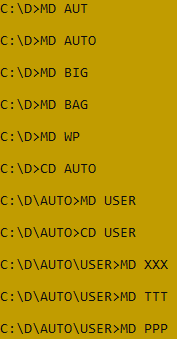 C:\D>MD AUT
C:\D>MD AUTO
C:\D>MD BIG
C:\D>MD BAG
C:\D>MD WP
C:\D>CD AUTO
C:\D\AUTO>MD USER
C:\D\AUTO>CD USER
C:\D\AUTO\USER>MD XXX
C:\D\AUTO\USER>MD TTT
C:\D\AUTO\USER>MD PPP